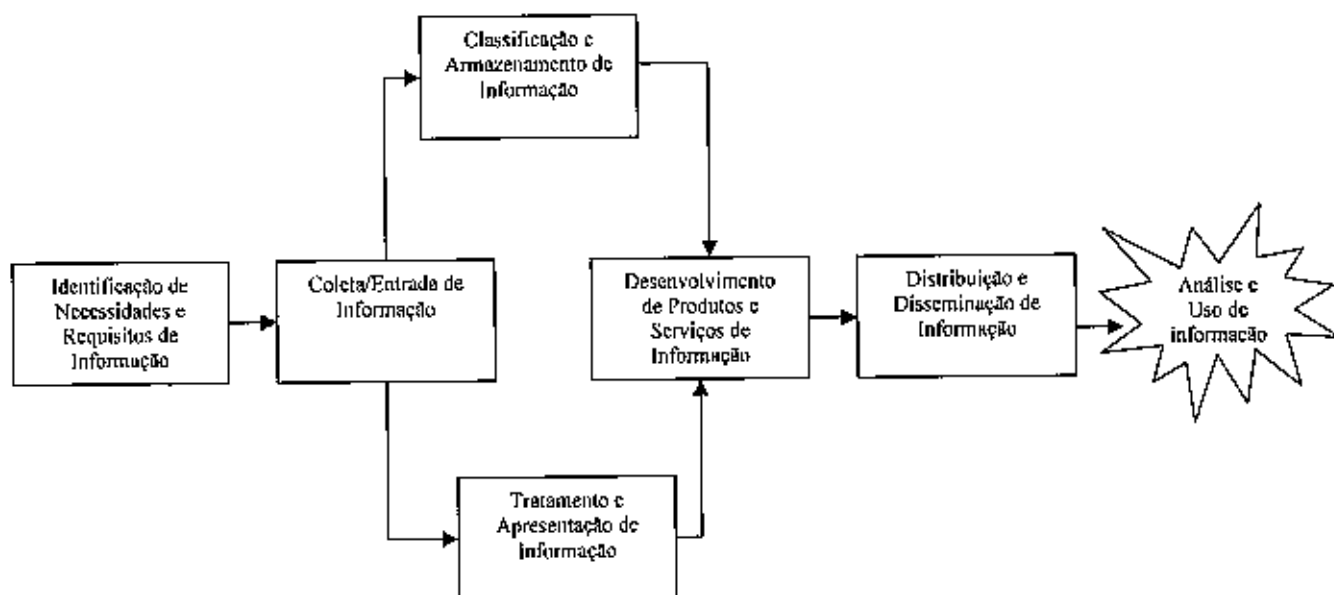 Classificação e
Armazenamento de
Informação
Identificação de
Necessidades e
Requisitos de
Informação
Coleta/Entrada de
Informação
Desenvolvimento
de Produtos e
Serviços de
Informação
Distribuição e
Disseminação de
Informação
Análise e
Uso de
informação
Tratamento e
Apresentação de
informação